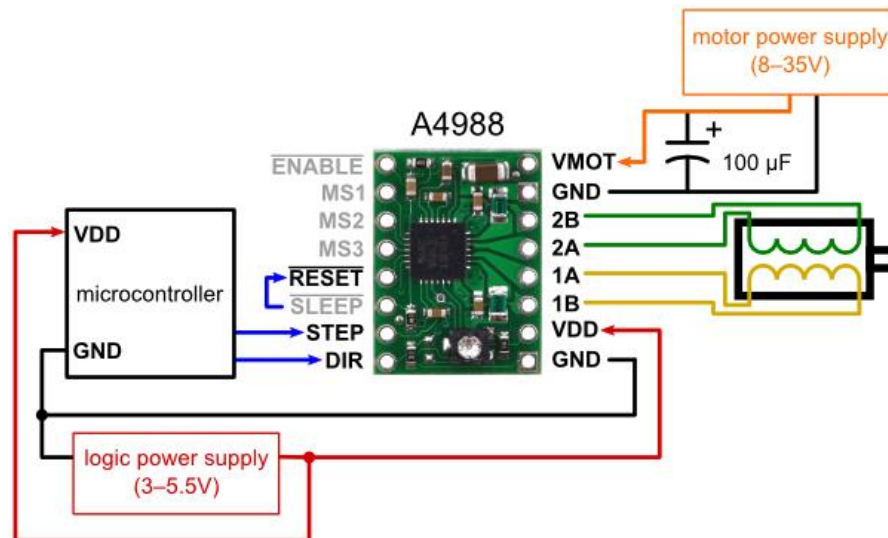 motor power supply
(8–35V)
A4988
ENABLE
VMOT
+
100 µF
MS1
GND
MS2
2B
VDD
MS3
2A
microcontroller
RESET
1A
SLEEP
1B
STEP
VDD
GND
DIR
GND
logic power supply
(3–5.5V)